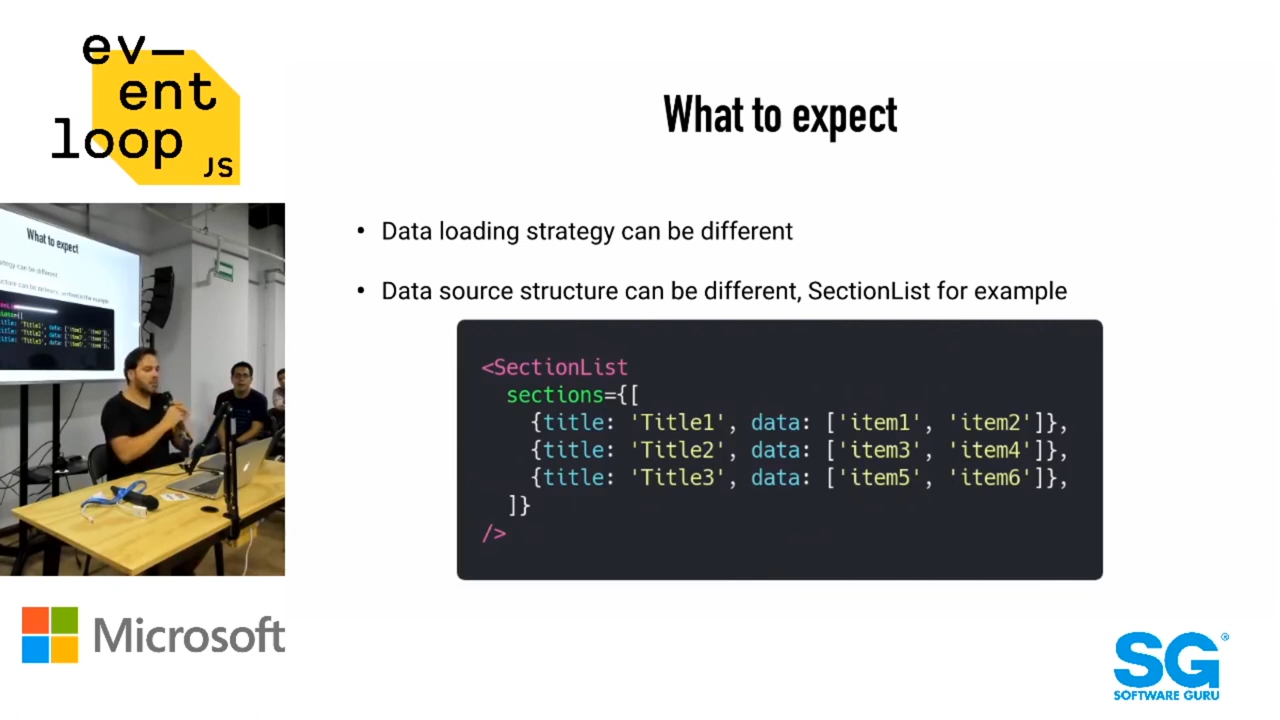 ev—
ent
loop
JS
What to expect
• Data loading strategy can be different
• Data source structure can be different, SectionList for example
<SectionList
sections={[
{title: 'Title1', data: ['item1', 'item2']},
{title: 'Title2', data: ['item3', 'item4']},
{title: 'Title3', data: ['item5', 'item6']},
]}
/>
What to expect
Microsoft
SG®
SOFTWARE GURU